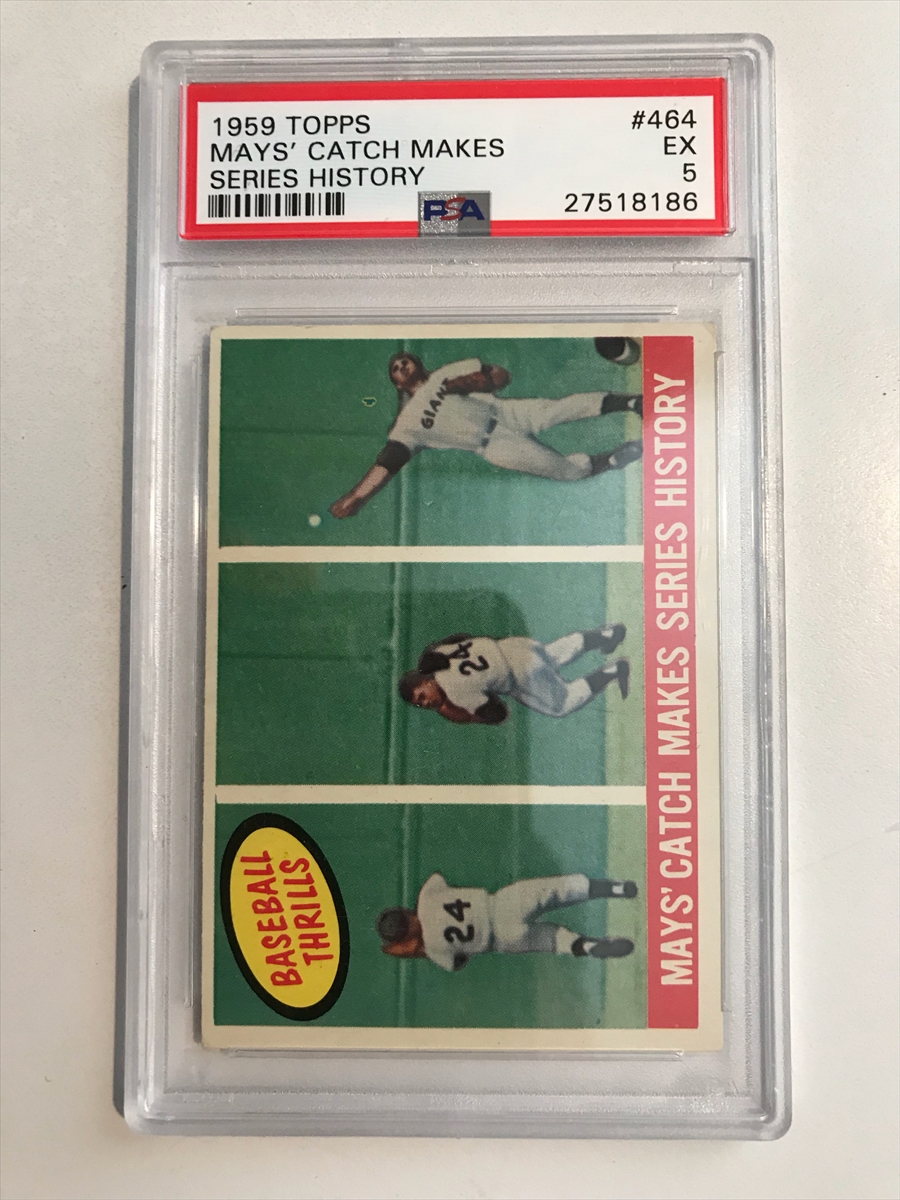 1959 TOPPS #464
MAYS' CATCH MAKES EX
SERIES HISTORY 5
PSA 27518186
GIANT
24
BASEBALL
THRILLS
24
MAYS' CATCH MAKES SERIES HISTORY